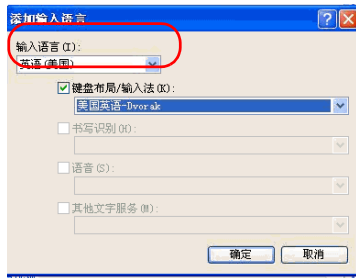 添加输入语言
输入语言(I):
英语(美国)
键盘布局/输入法(K):
美国英语-Dvorak
书写识别(H):
语音(S):
其他文字服务(M):
确定
取消